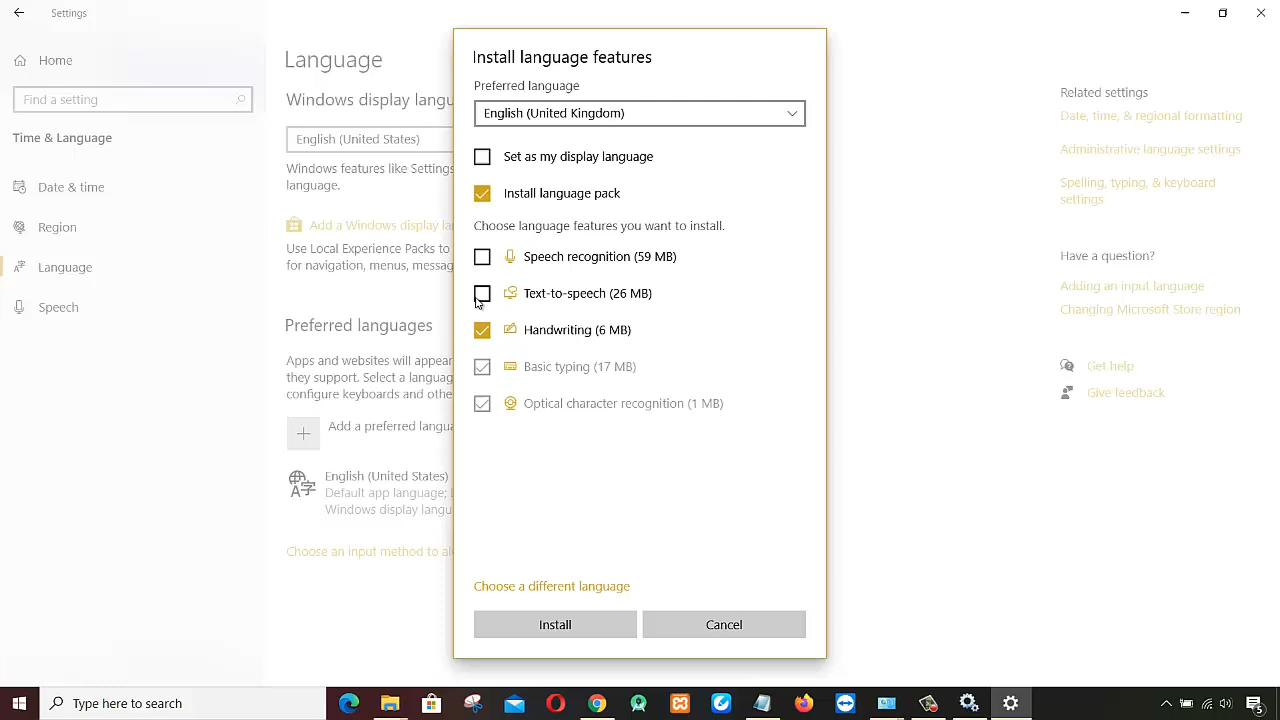 Settings
Home
Find a setting
Time & Language
Date & time
Region
Language
Speech
Language
Windows display langu
English (United States)
Windows features like Settings
language.
Add a Windows display la
Use Local Experience Packs to
for navigation, menus, messag
Preferred languages
Apps and websites will appear
they support. Select a languag
configure keyboards and othe
Add a preferred langua
English (United States)
Default app language;
Windows display langu
Choose an input method to al
Install language features
Preferred language
English (United Kingdom)
Set as my display language
Install language pack
Choose language features you want to install.
Speech recognition (59 MB)
Text-to-speech (26 MB)
Handwriting (6 MB)
Basic typing (17 MB)
Optical character recognition (1 MB)
Choose a different language
Install
Cancel
Related settings
Date, time, & regional formatting
Administrative language settings
Spelling, typing, & keyboard
settings
Have a question?
Adding an input language
Changing Microsoft Store region
Get help
Give feedback
Type here to search